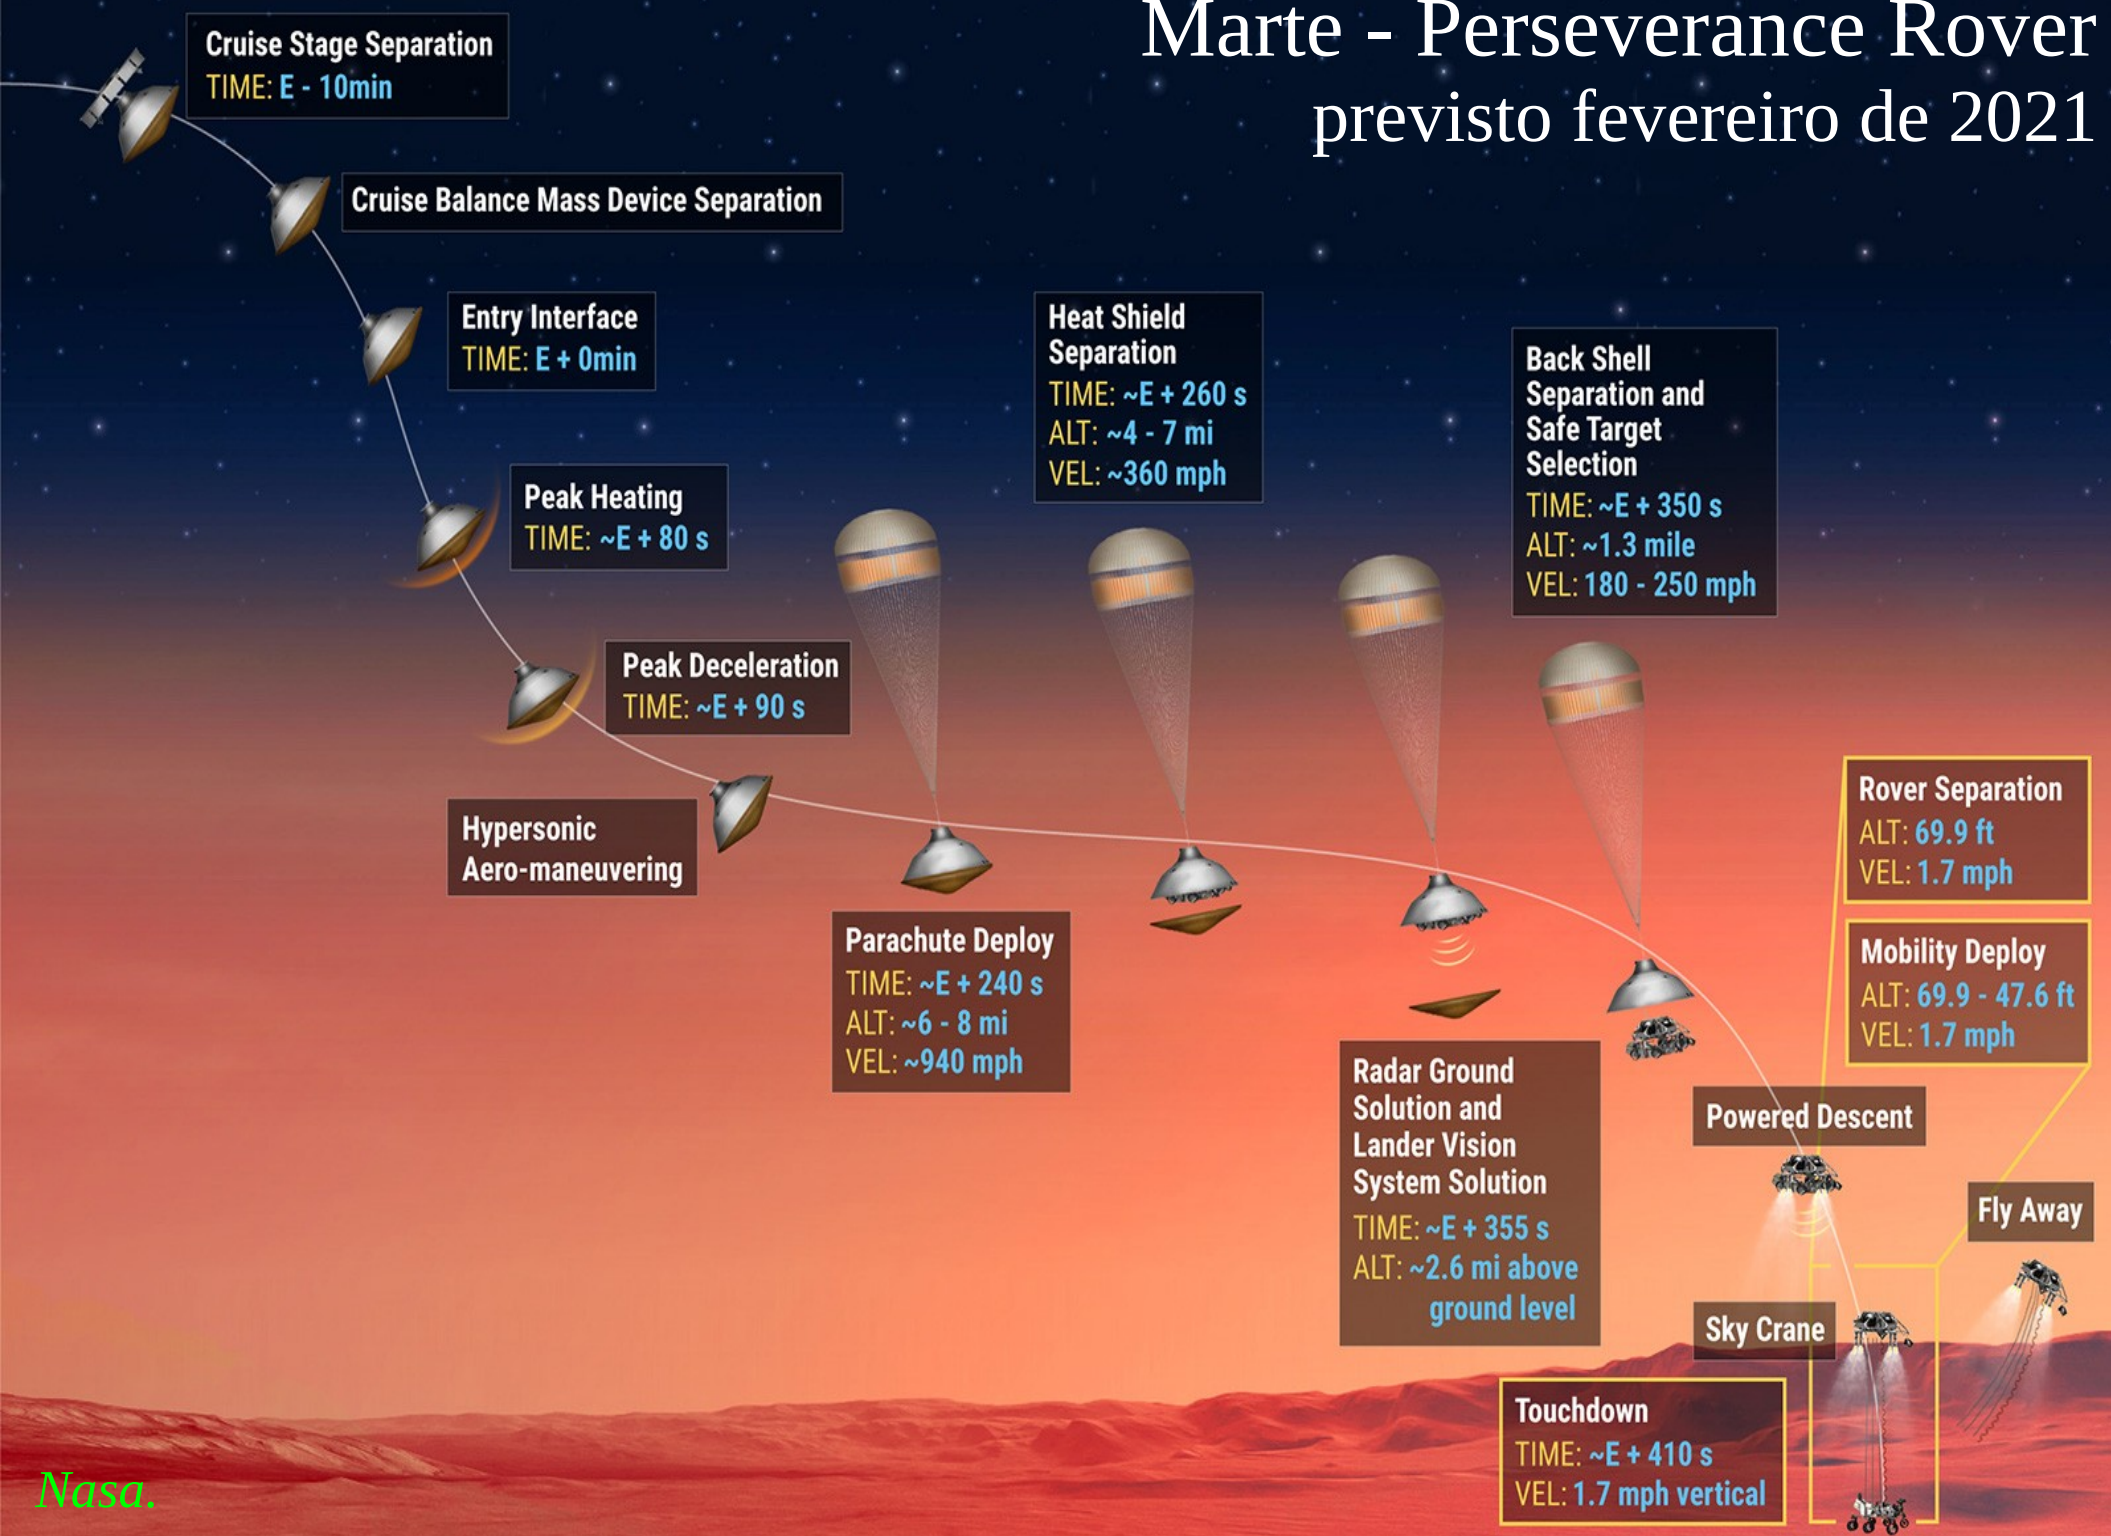 Marte - Perseverance Rover
previsto fevereiro de 2021
Cruise Stage Separation
TIME: E - 10min
Cruise Balance Mass Device Separation
Entry Interface
TIME: E + 0min
Peak Heating
TIME: ~E + 80 s
Peak Deceleration
TIME: ~E + 90 s
Hypersonic
Aero-maneuvering
Parachute Deploy
TIME: ~E + 240 s
ALT: ~6 - 8 mi
VEL: ~940 mph
Heat Shield
Separation
TIME: ~E + 260 s
ALT: ~4 - 7 mi
VEL: ~360 mph
Radar Ground
Solution and
Lander Vision
System Solution
TIME: ~E + 355 s
ALT: ~2.6 mi above
ground level
Back Shell
Separation and
Safe Target
Selection
TIME: ~E + 350 s
ALT: ~1.3 mile
VEL: 180 - 250 mph
Rover Separation
ALT: 69.9 ft
VEL: 1.7 mph
Mobility Deploy
ALT: 69.9 - 47.6 ft
VEL: 1.7 mph
Powered Descent
Fly Away
Sky Crane
Touchdown
TIME: ~E + 410 s
VEL: 1.7 mph vertical
Nasa.